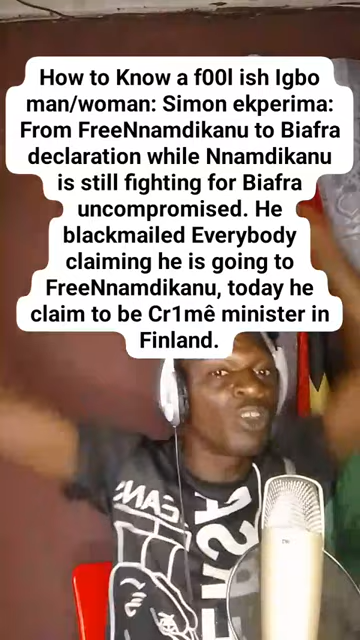 How to Know a f00l ish Igbo
man/woman: Simon ekperima:
From FreeNnamdikanu to Biafra
declaration while Nnamdikanu
is still fighting for Biafra
uncompromised. He
blackmailed Everybody
claiming he is going to
FreeNnamdikanu, today he
claim to be Cr1mê minister in
Finland.